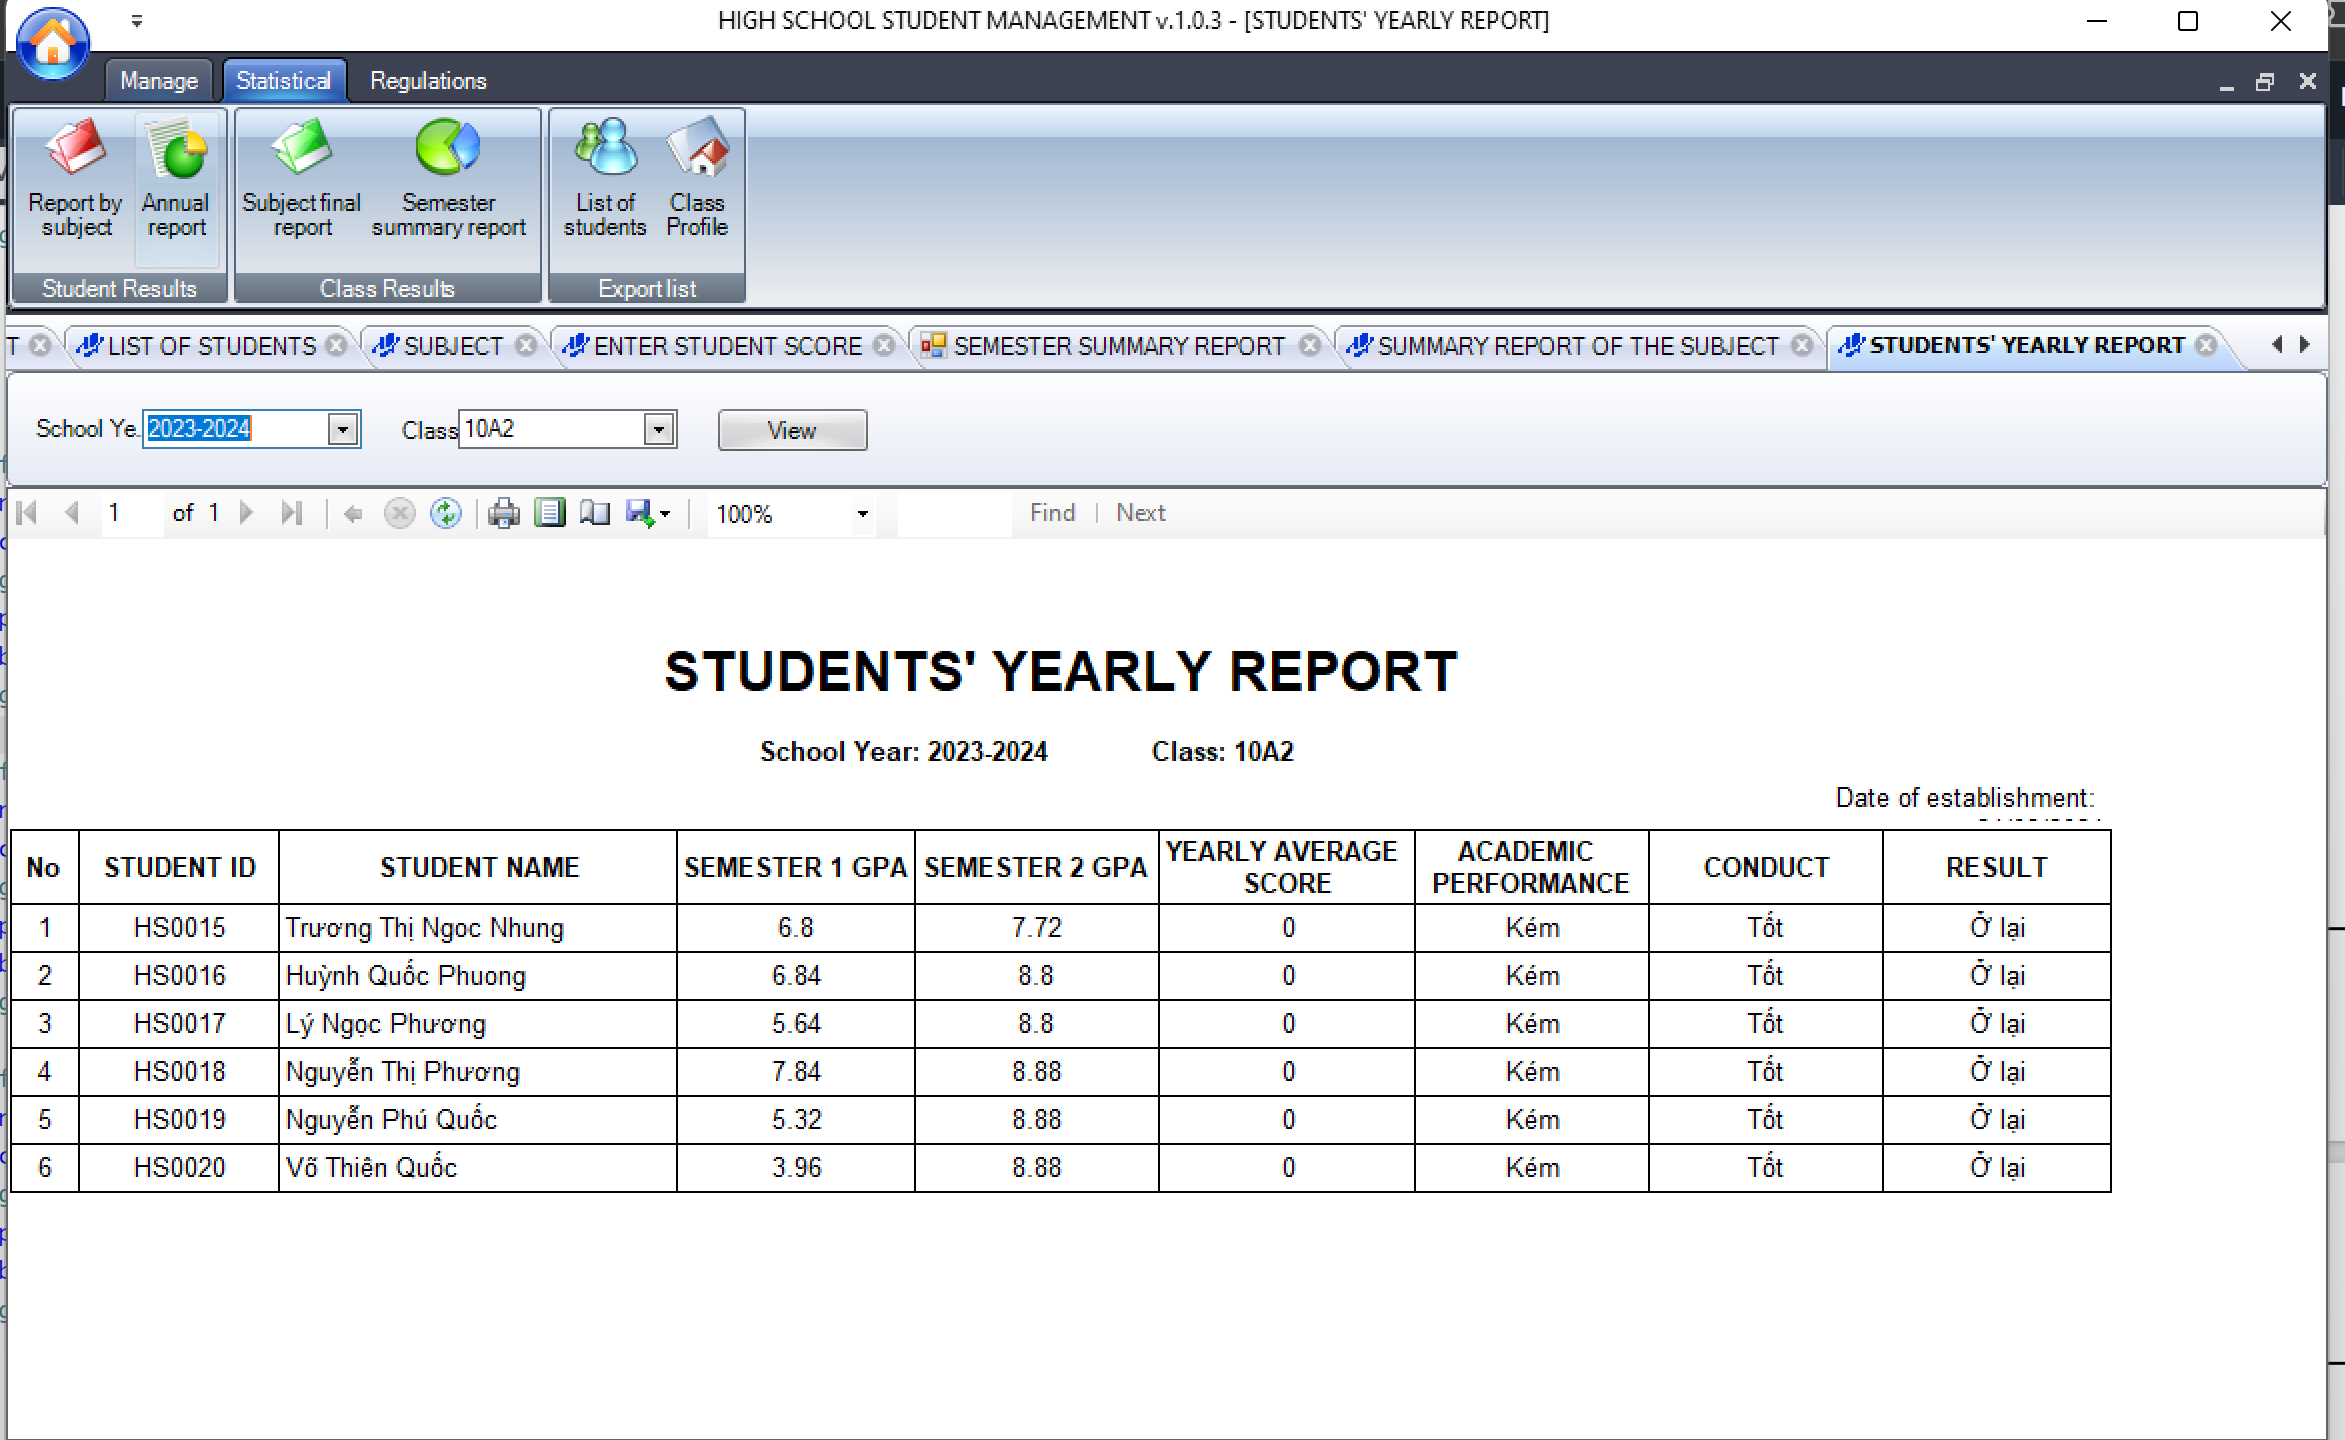 HIGH SCHOOL STUDENT MANAGEMENT v.1.0.3 - [STUDENTS' YEARLY REPORT]
Manage Statistical Regulations
Report by subject Annual report Subject final report Semester summary report List of students Class Profile
Student Results Class Results Export list
T LIST OF STUDENTS SUBJECT ENTER STUDENT SCORE SEMESTER SUMMARY REPORT SUMMARY REPORT OF THE SUBJECT STUDENTS' YEARLY REPORT
School Ye. 2023-2024 Class 10A2 View
1 of 1 100% Find | Next
STUDENTS' YEARLY REPORT
School Year: 2023-2024 Class: 10A2
Date of establishment:
No STUDENT ID STUDENT NAME SEMESTER 1 GPA SEMESTER 2 GPA YEARLY AVERAGE SCORE ACADEMIC PERFORMANCE CONDUCT RESULT
1 HS0015 Trương Thị Ngoc Nhung 6.8 7.72 0 Kém Tốt Ở lại
2 HS0016 Huỳnh Quốc Phuong 6.84 8.8 0 Kém Tốt Ở lại
3 HS0017 Lý Ngọc Phương 5.64 8.8 0 Kém Tốt Ở lại
4 HS0018 Nguyễn Thị Phương 7.84 8.88 0 Kém Tốt Ở lại
5 HS0019 Nguyễn Phú Quốc 5.32 8.88 0 Kém Tốt Ở lại
6 HS0020 Võ Thiên Quốc 3.96 8.88 0 Kém Tốt Ở lại